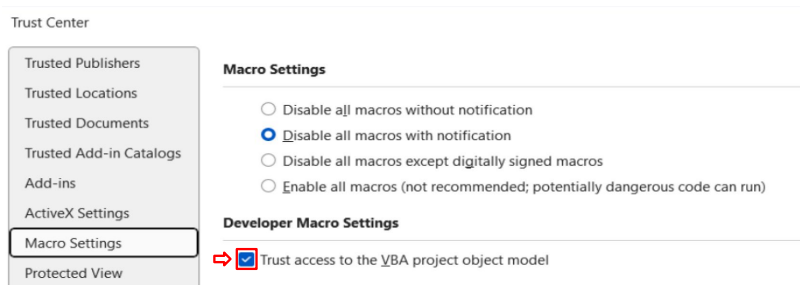 Trust Center
Trusted Publishers
Trusted Locations
Trusted Documents
Trusted Add-in Catalogs
Add-ins
ActiveX Settings
Macro Settings
Protected View
Macro Settings
Disable all macros without notification
Disable all macros with notification
Disable all macros except digitally signed macros
Enable all macros (not recommended; potentially dangerous code can run)
Developer Macro Settings
Trust access to the VBA project object model